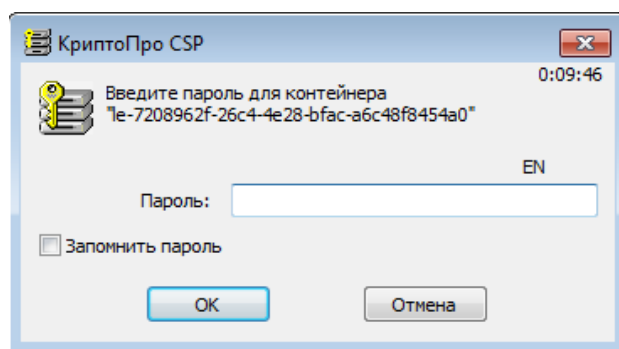 КриптоПро CSP
0:09:46
Введите пароль для контейнера
"le-7208962f-26c4-4e28-bfac-a6c48f8454a0"
EN
Пароль:
Запомнить пароль
ОК
Отмена